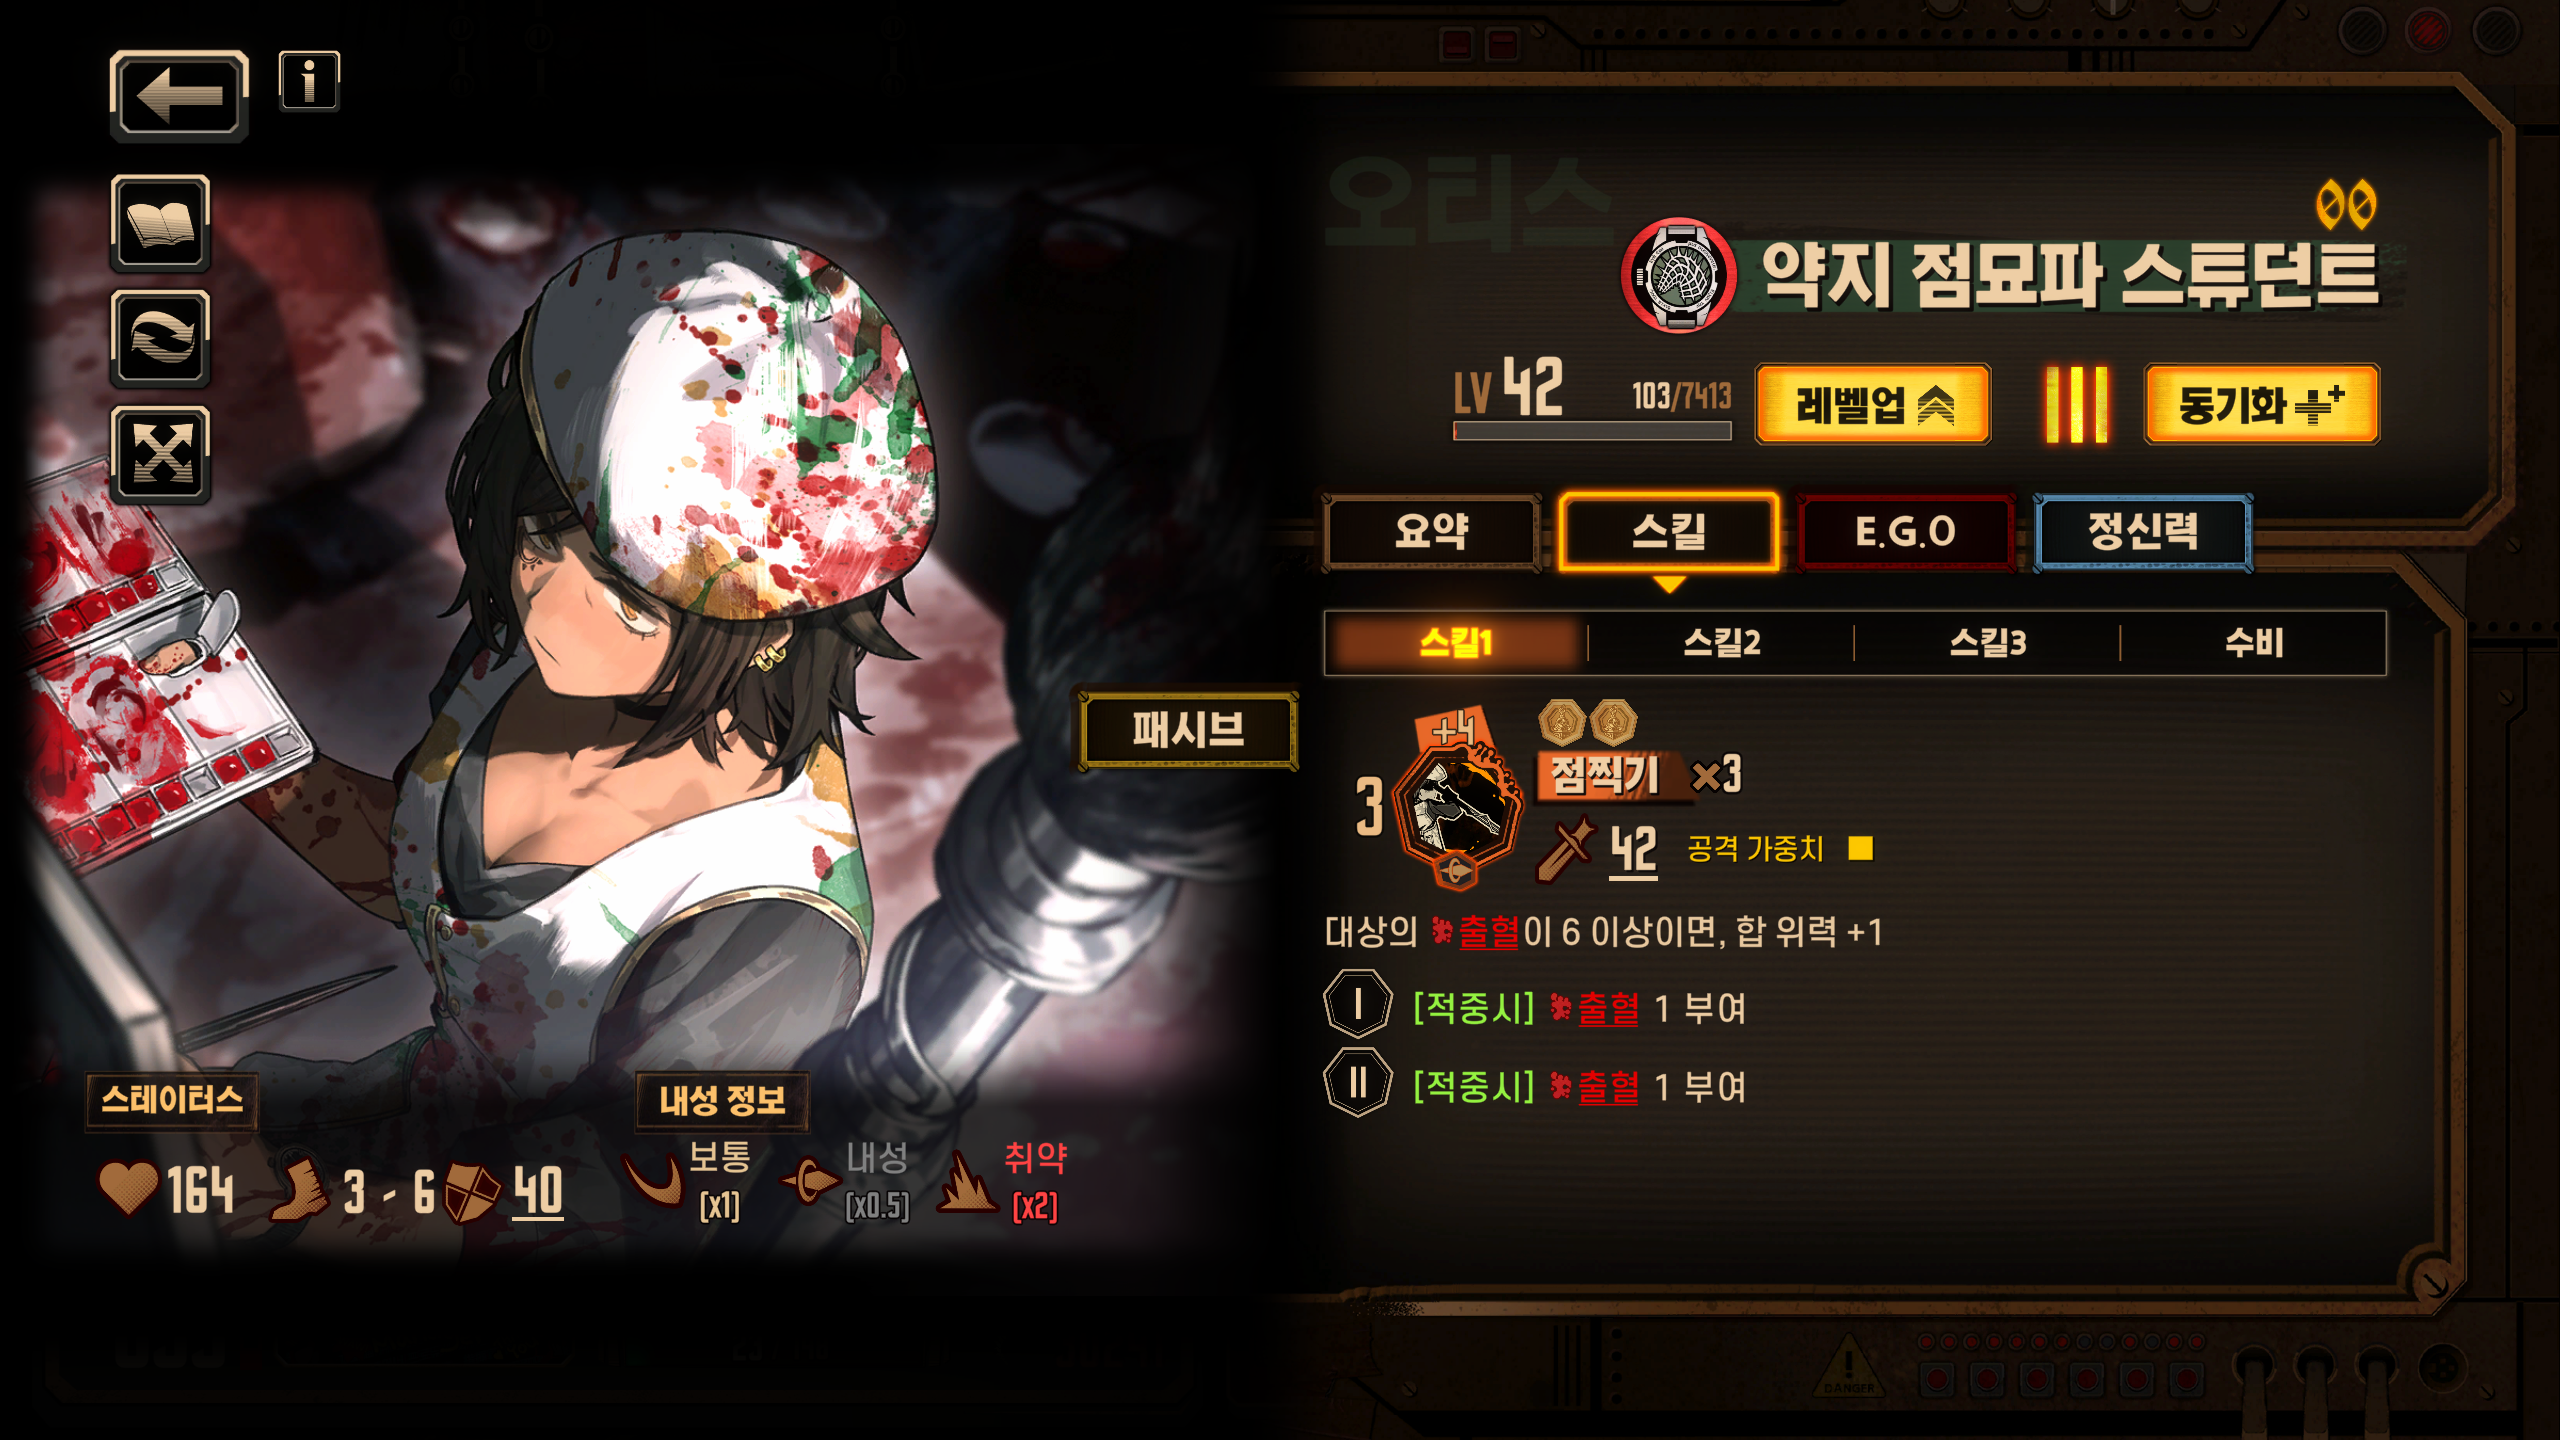 오티스
약지 점묘파 스튜던트
LV 42
103/7413
레벨업
동기화
요약
스킬
E.G.O
정신력
스킬1
스킬2
스킬3
수비
패시브
+4
3
점찍기 ×3
42 공격 가중치
대상의 출혈이 6 이상이면, 합 위력 +1
I [적중시] 출혈 1 부여
II [적중시] 출혈 1 부여
스테이터스
164 3 - 6 40
내성 정보
보통 내성 취약
[x1] [x0.5] [x2]
DANGER